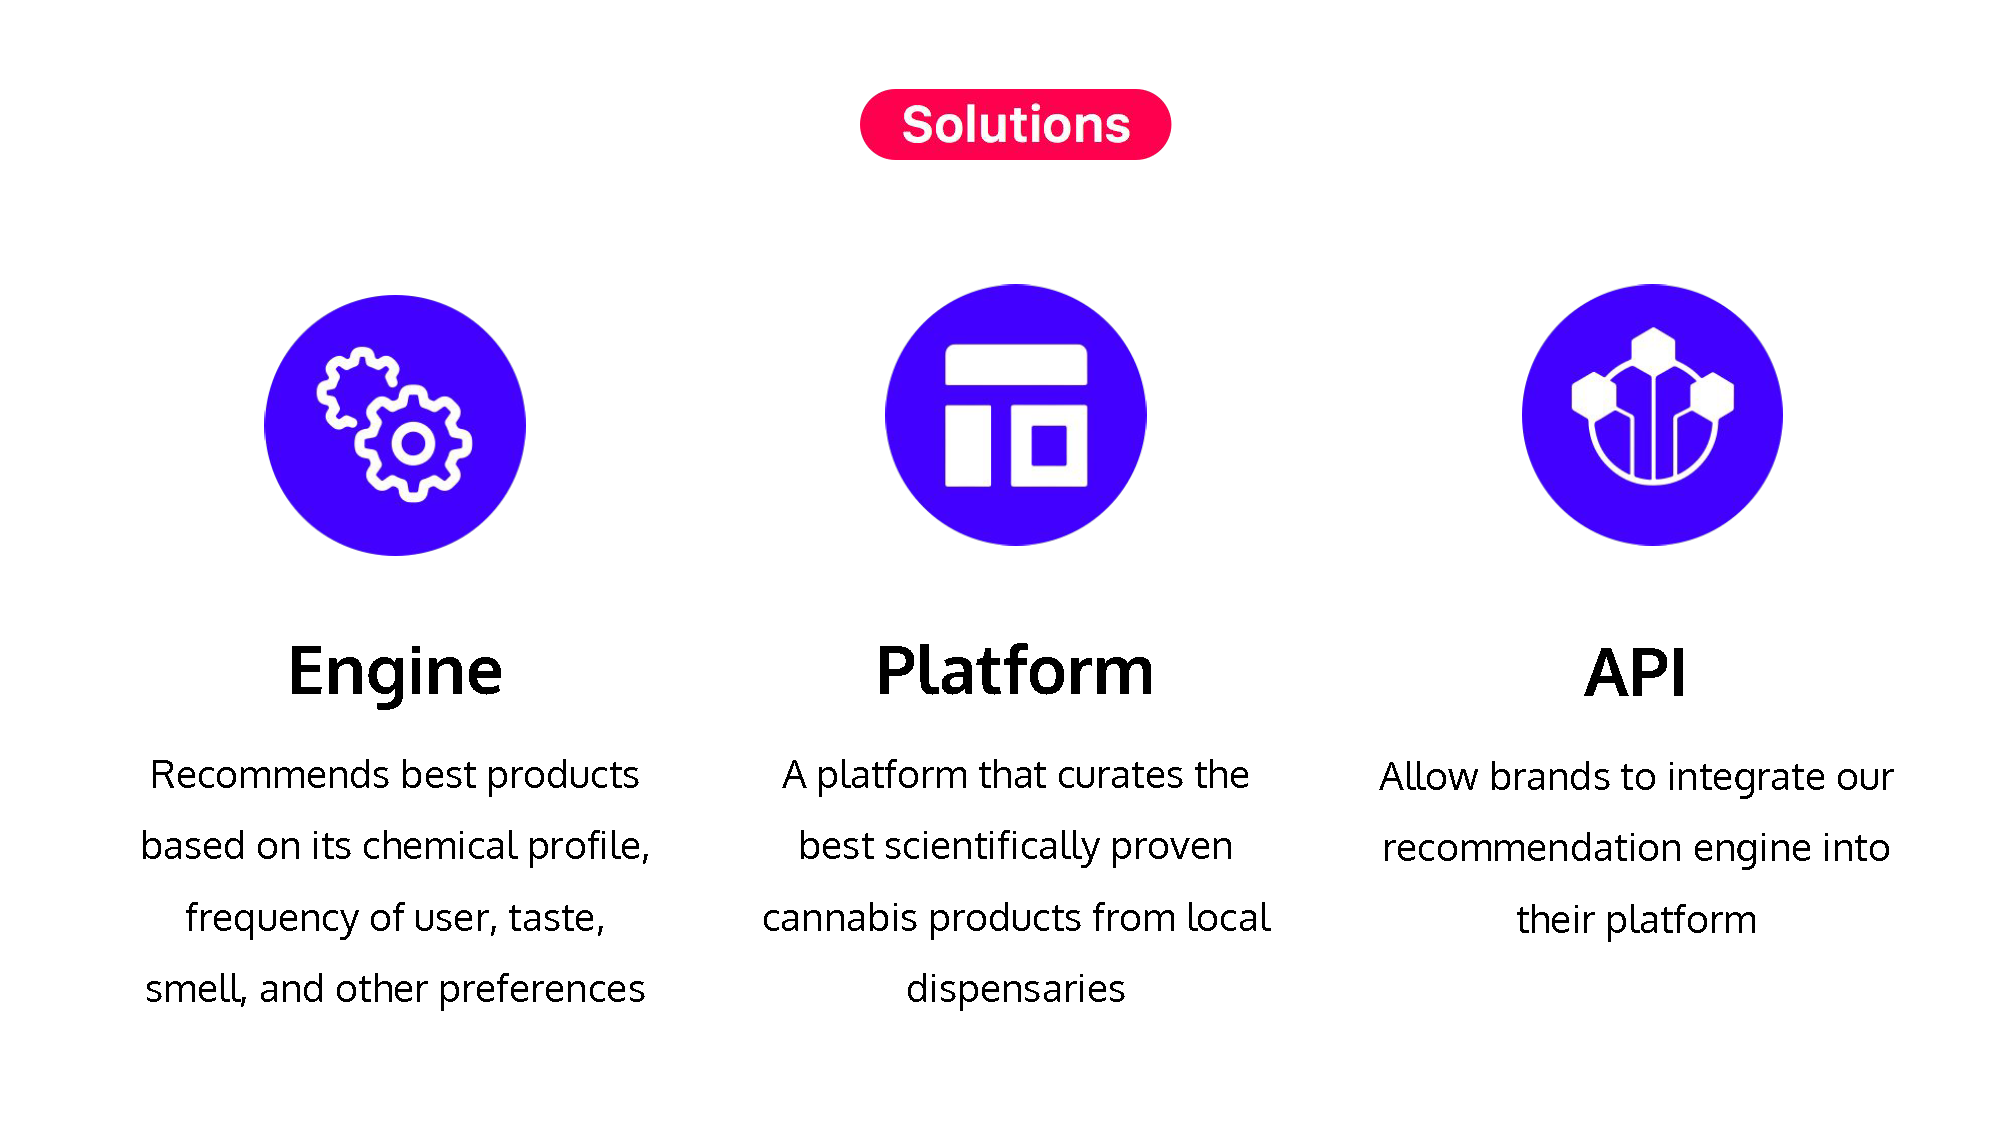 Solutions
Engine
Recommends best products
based on its chemical profile,
frequency of user, taste,
smell, and other preferences
Platform
A platform that curates the
best scientifically proven
cannabis products from local
dispensaries
API
Allow brands to integrate our
recommendation engine into
their platform